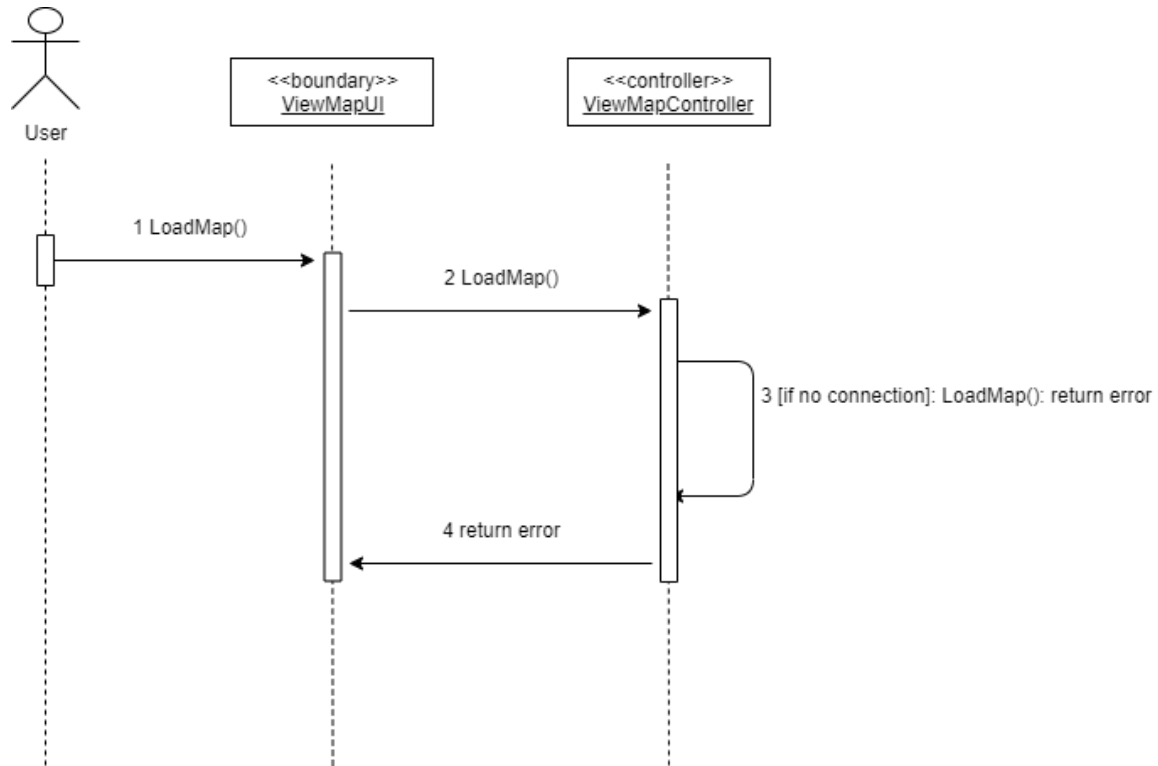 <<boundary>>
ViewMapUI
<<controller>>
ViewMapController
User
1 LoadMap()
2 LoadMap()
3 [if no connection]: LoadMap(): return error
4 return error